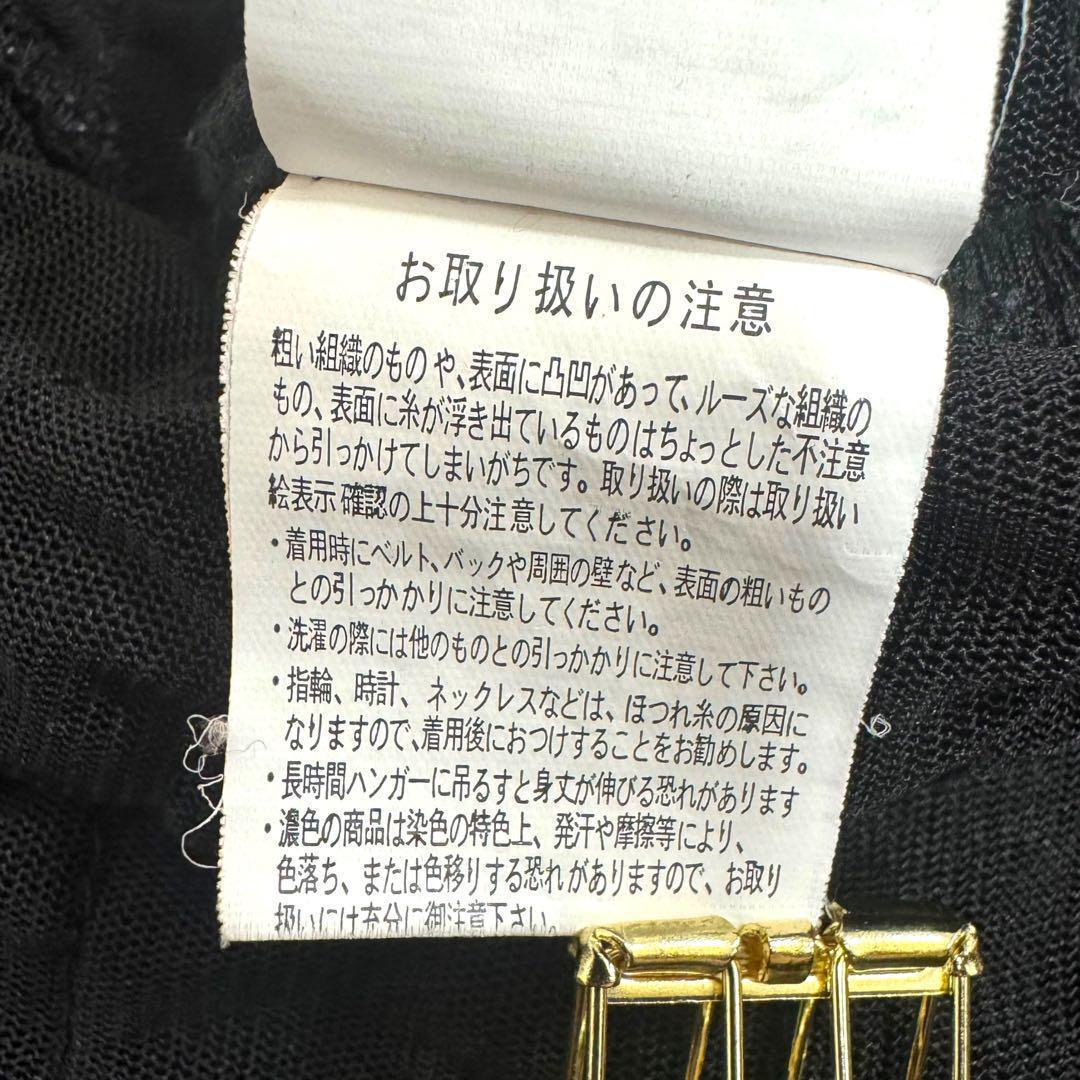 お取り扱いの注意
粗い組織のものや、表面に凸凹があって、ルーズな組織の
もの、表面に糸が浮き出ているものはちょっとした不注意
から引っかけてしまいがちです。取り扱いの際は取り扱い
絵表示確認の上十分注意してください。
・着用時にベルト、バックや周囲の壁など、表面の粗いもの
との引っかかりに注意してください。
・洗濯の際には他のものとの引っかかりに注意して下さい。
・指輪、時計、ネックレスなどは、ほつれ糸の原因に
なりますので、着用後におつけすることをお勧めします。
・長時間ハンガーに吊るすと身丈が伸びる恐れがあります
・濃色の商品は染色の特色上、発汗や摩擦等により、
色落ち、または色移りする恐れがありますので、お取り
扱いには充分に御注意下さい。